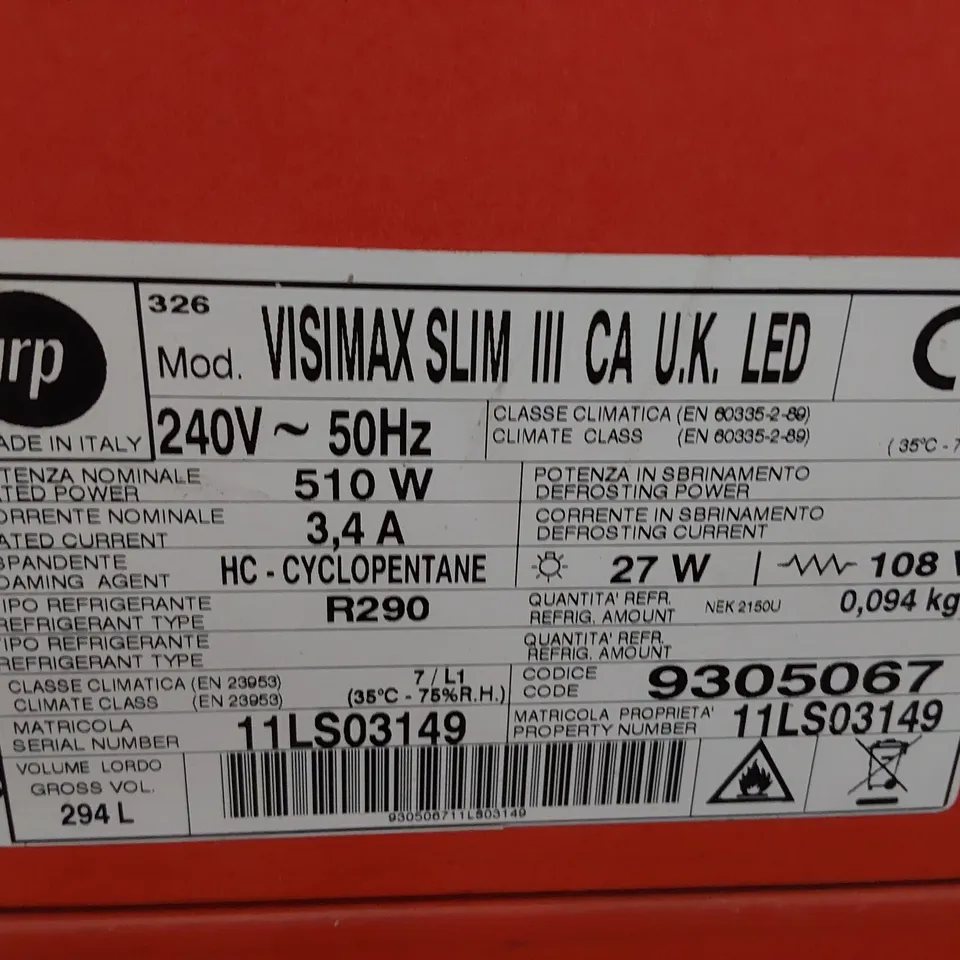 326
Mod. VISIMAX SLIM III CA U.K. LED
ADE IN ITALY
240V ~ 50Hz
CLASSE CLIMATICA (EN 60335-2-89)
CLIMATE CLASS (EN 60335-2-89)
(35°C - 7
TENZA NOMINALE
TED POWER
510 W
POTENZA IN SBRINAMENTO
DEFROSTING POWER
ORRENTE NOMINALE
ATED CURRENT
3,4 A
CORRENTE IN SBRINAMENTO
DEFROSTING CURRENT
SPANDENTE
OAMING AGENT
HC - CYCLOPENTANE
27 W
108 W
TIPO REFRIGERANTE
REFRIGERANT TYPE
R290
QUANTITA' REFR.
REFRIG. AMOUNT
NEK 2150U
0,094 kg
TIPO REFRIGERANTE
REFRIGERANT TYPE
QUANTITA' REFR.
REFRIG. AMOUNT
CLASSE CLIMATICA (EN 23953)
CLIMATE CLASS (EN 23953)
7 / L1
(35°C - 75%R.H.)
CODICE
CODE
9305067
MATRICOLA
SERIAL NUMBER
11LS03149
MATRICOLA PROPRIETA'
PROPERTY NUMBER
11LS03149
VOLUME LORDO
GROSS VOL.
294 L
930506711LS03149